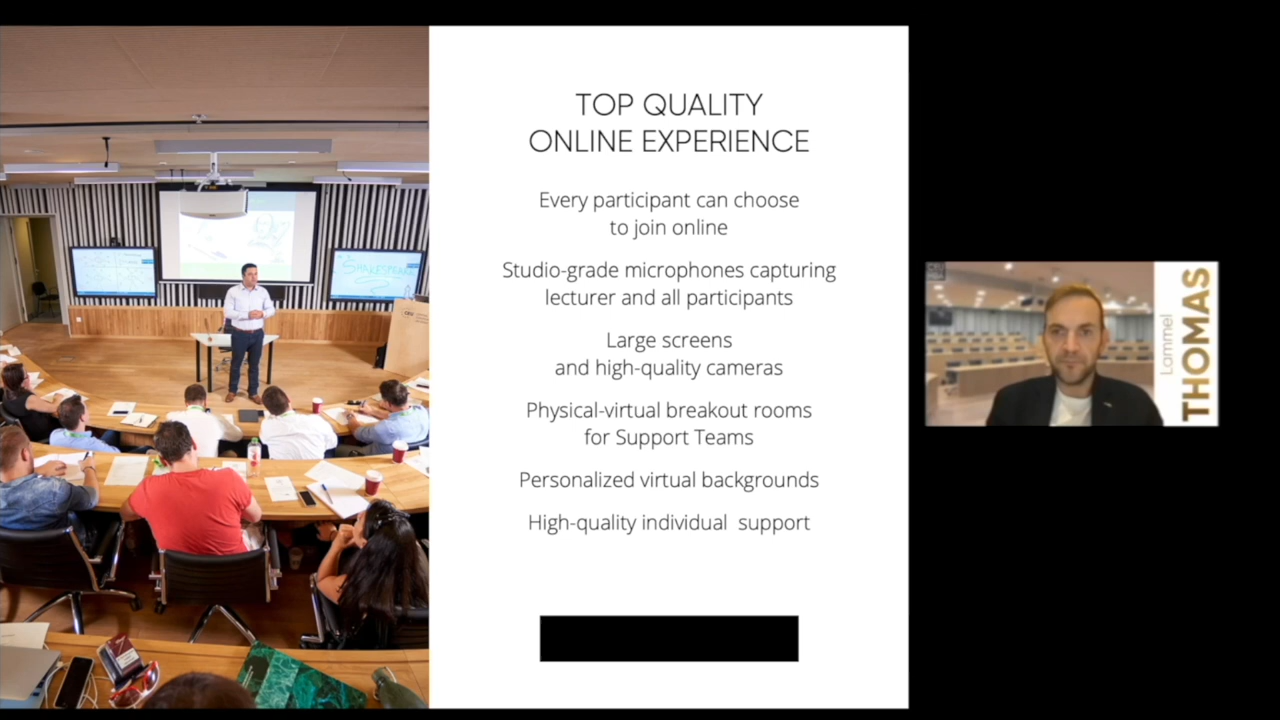 TOP QUALITY
ONLINE EXPERIENCE
Every participant can choose
to join online
Studio-grade microphones capturing
lecturer and all participants
Large screens
and high-quality cameras
Physical-virtual breakout rooms
for Support Teams
Personalized virtual backgrounds
High-quality individual support
SHAKESPEARE
CEU
Lammel
THOMAS